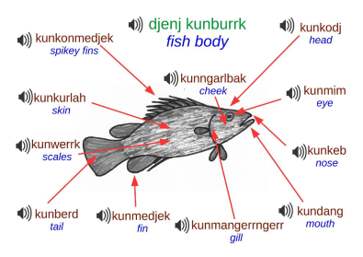 djenj kunburrk
fish body
kunkonmedjek
spikey fins
kunkodj
head
kunngarlbak
cheek
kunkurlah
skin
kunmim
eye
kunwerrk
scales
kunkeb
nose
kunberd
tail
kunmedjek
fin
kunmangerrngerr
gill
kundang
mouth